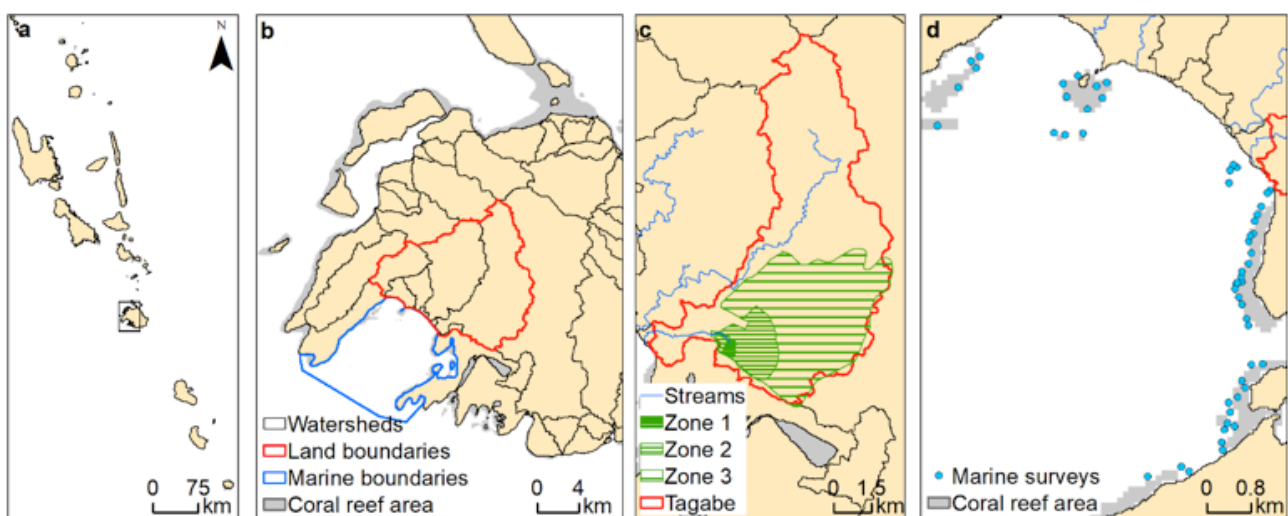 a
N
0 75
km
b
Watersheds
Land boundaries
Marine boundaries
Coral reef area
0 4
km
c
Streams
Zone 1
Zone 2
Zone 3
Tagabe
0 1.5
km
d
Marine surveys
Coral reef area
0 0.8
km